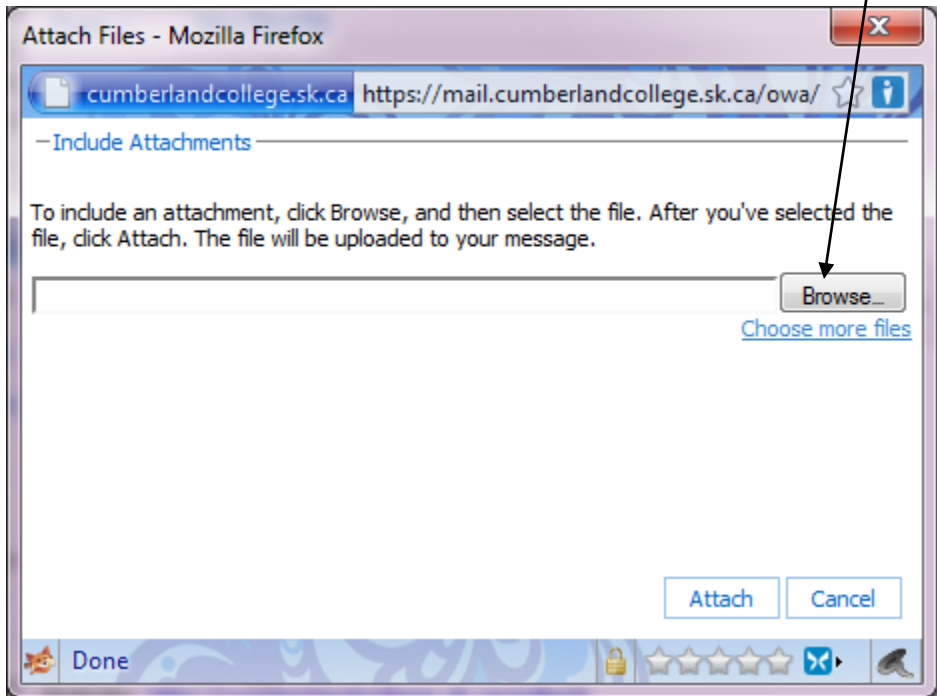 Attach Files - Mozilla Firefox
cumberlandcollege.sk.ca https://mail.cumberlandcollege.sk.ca/owa/
Include Attachments
To include an attachment, click Browse, and then select the file. After you've selected the
file, click Attach. The file will be uploaded to your message.
Browse...
Choose more files
Attach Cancel
Done